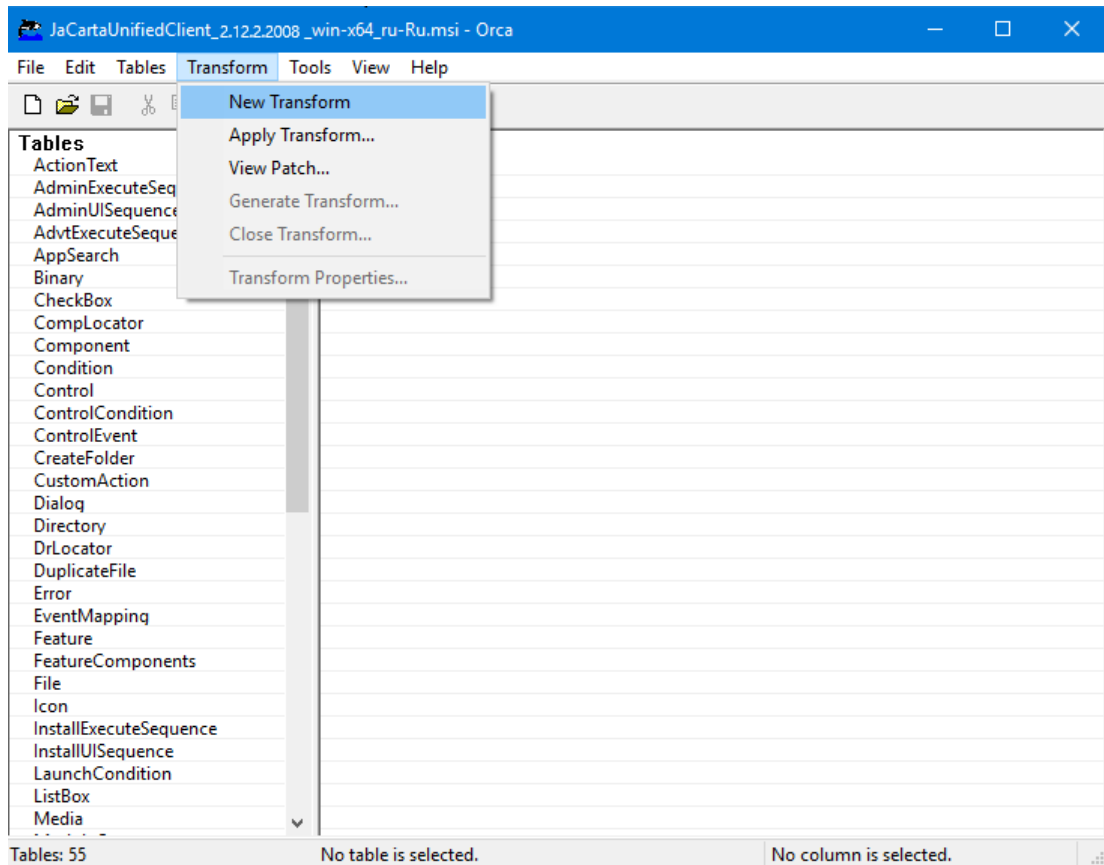 JaCartaUnifiedClient_2.12.2.2008 _win-x64_ru-Ru.msi - Orca
File Edit Tables Transform Tools View Help
New Transform
Apply Transform...
View Patch...
Generate Transform...
Close Transform...
Transform Properties...
Tables
ActionText
AdminExecuteSeq
AdminUISequence
AdvtExecuteSeque
AppSearch
Binary
CheckBox
CompLocator
Component
Condition
Control
ControlCondition
ControlEvent
CreateFolder
CustomAction
Dialog
Directory
DrLocator
DuplicateFile
Error
EventMapping
Feature
FeatureComponents
File
Icon
InstallExecuteSequence
InstallUISequence
LaunchCondition
ListBox
Media
Tables: 55 No table is selected. No column is selected.